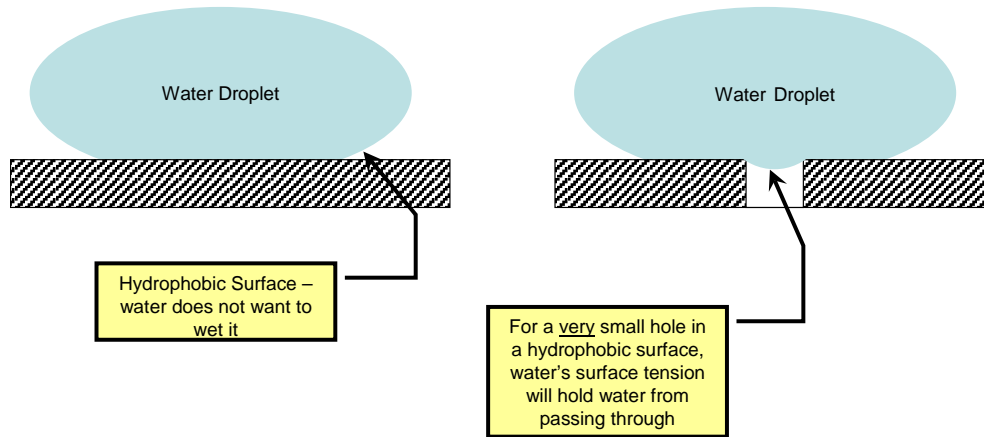 Water Droplet
Water Droplet
Hydrophobic Surface –
water does not want to
wet it
For a very small hole in
a hydrophobic surface,
water's surface tension
will hold water from
passing through